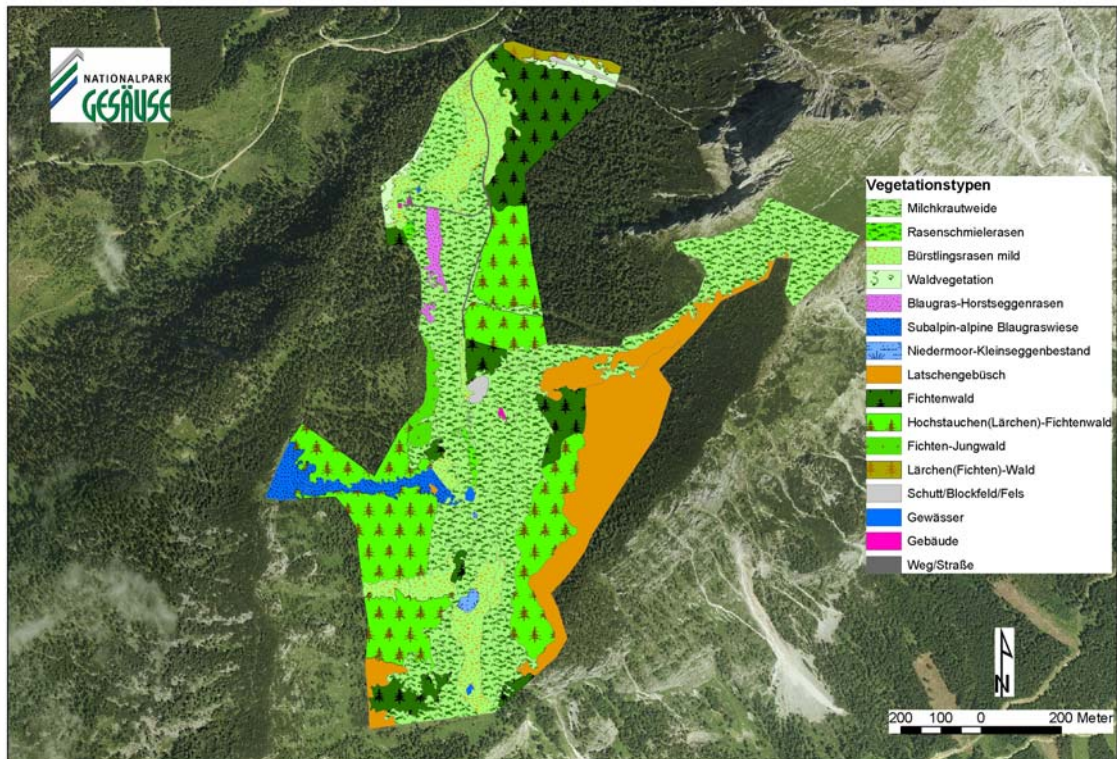 NATIONALPARK
GESÄUSE
Vegetationstypen
Milchkrautweide
Rasenschmielerasen
Bürstlingsrasen mild
Waldvegetation
Blaugras-Horstseggenrasen
Subalpin-alpine Blaugraswiese
Niedermoor-Kleinseggenbestand
Latschengebüsch
Fichtenwald
Hochstauchen(Lärchen)-Fichtenwald
Fichten-Jungwald
Lärchen(Fichten)-Wald
Schutt/Blockfeld/Fels
Gewässer
Gebäude
Weg/Straße
N
200 100 0 200 Meter